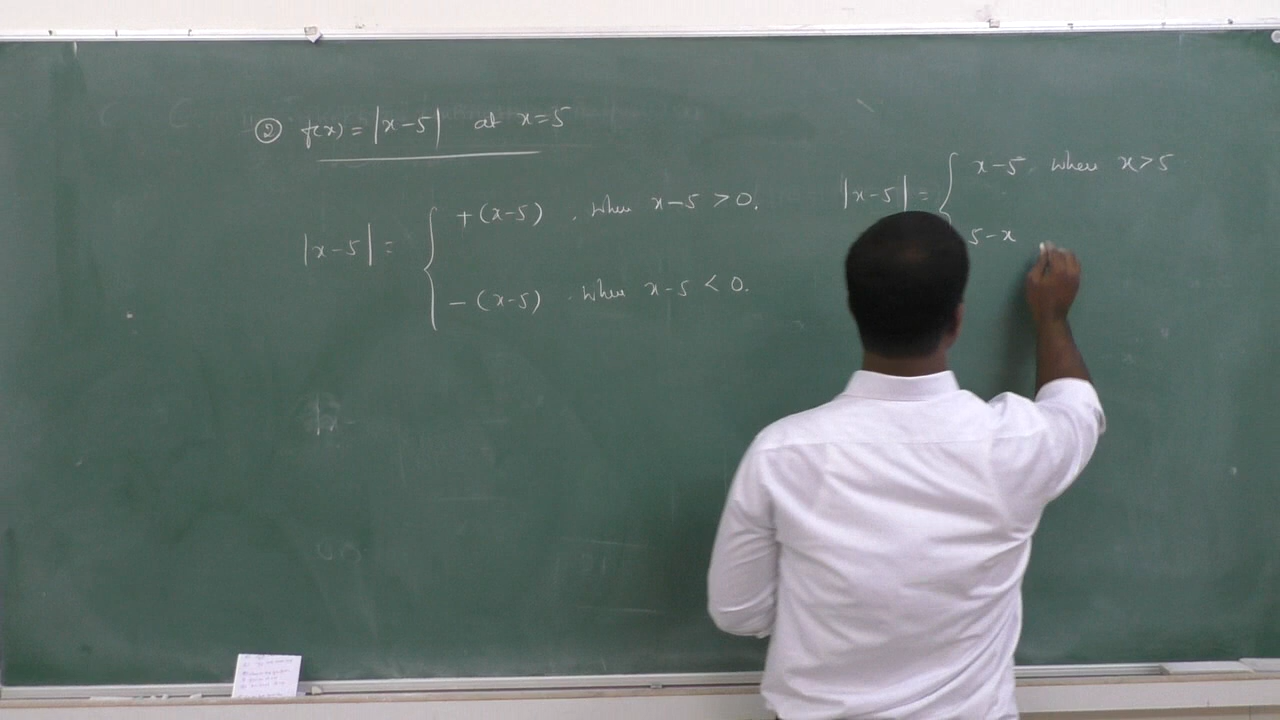 ② f(x) = |x-5| at x=5
|x-5| = { +(x-5) , when x-5 > 0.
-(x-5) , when x-5 < 0.
|x-5| = { x-5, when x>5
5-x